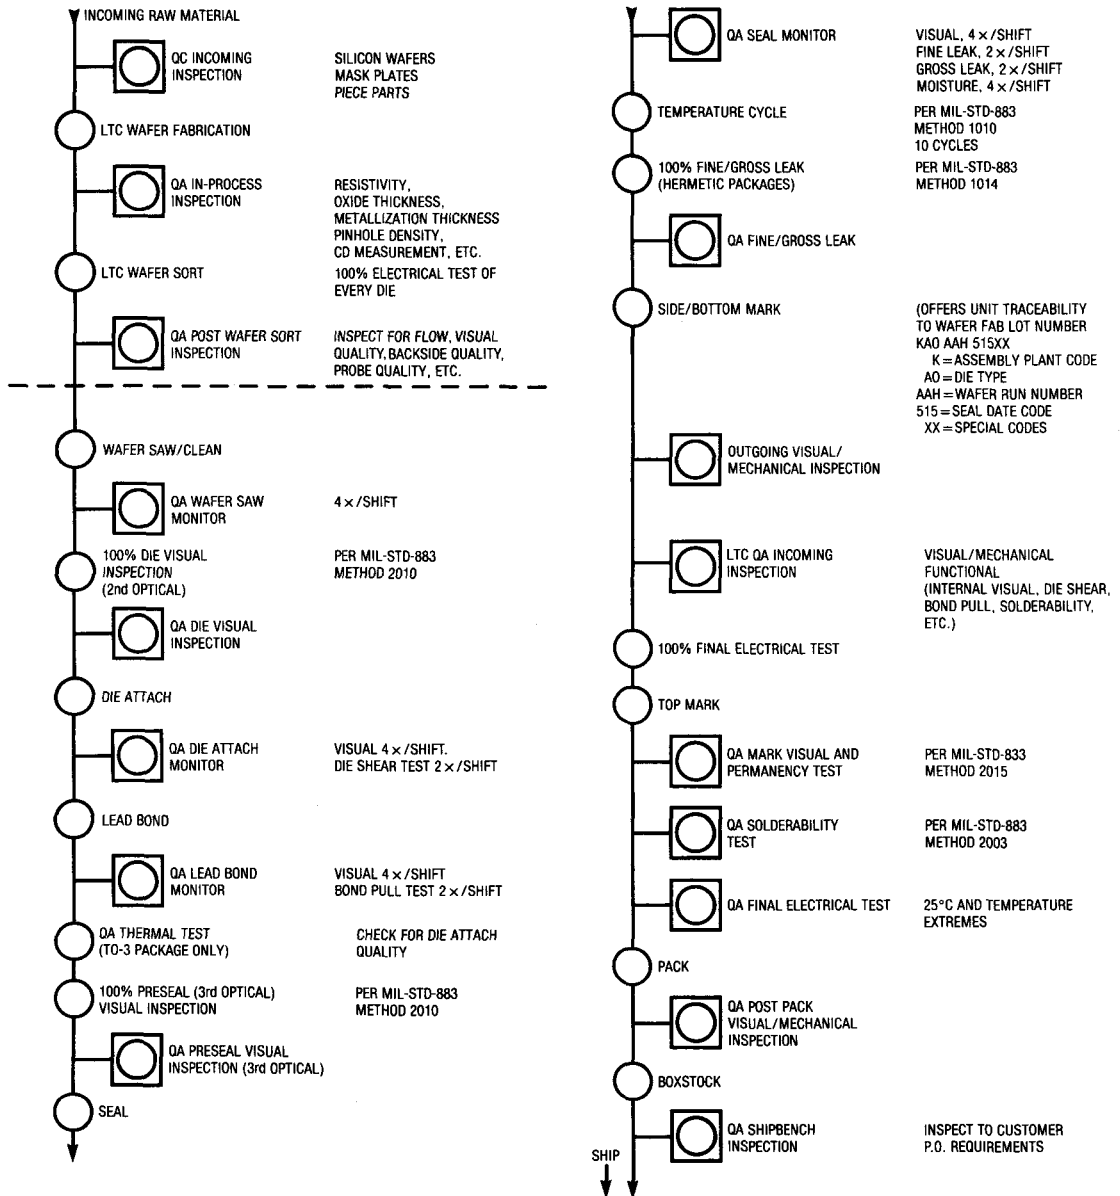 INCOMING RAW MATERIAL
QC INCOMING
INSPECTION
SILICON WAFERS
MASK PLATES
PIECE PARTS
LTC WAFER FABRICATION
QA IN-PROCESS
INSPECTION
RESISTIVITY,
OXIDE THICKNESS,
METALLIZATION THICKNESS
PINHOLE DENSITY,
CD MEASUREMENT, ETC.
LTC WAFER SORT
100% ELECTRICAL TEST OF
EVERY DIE
QA POST WAFER SORT
INSPECTION
INSPECT FOR FLOW, VISUAL
QUALITY, BACKSIDE QUALITY,
PROBE QUALITY, ETC.
WAFER SAW/CLEAN
QA WAFER SAW
MONITOR
4×/SHIFT
100% DIE VISUAL
INSPECTION
(2nd OPTICAL)
PER MIL-STD-883
METHOD 2010
QA DIE VISUAL
INSPECTION
DIE ATTACH
QA DIE ATTACH
MONITOR
VISUAL 4×/SHIFT.
DIE SHEAR TEST 2×/SHIFT
LEAD BOND
QA LEAD BOND
MONITOR
VISUAL 4×/SHIFT
BOND PULL TEST 2×/SHIFT
QA THERMAL TEST
(TO-3 PACKAGE ONLY)
CHECK FOR DIE ATTACH
QUALITY
100% PRESEAL (3rd OPTICAL)
VISUAL INSPECTION
PER MIL-STD-883
METHOD 2010
QA PRESEAL VISUAL
INSPECTION (3rd OPTICAL)
SEAL
QA SEAL MONITOR
VISUAL, 4×/SHIFT
FINE LEAK, 2×/SHIFT
GROSS LEAK, 2×/SHIFT
MOISTURE, 4×/SHIFT
TEMPERATURE CYCLE
PER MIL-STD-883
METHOD 1010
10 CYCLES
100% FINE/GROSS LEAK
(HERMETIC PACKAGES)
PER MIL-STD-883
METHOD 1014
QA FINE/GROSS LEAK
SIDE/BOTTOM MARK
(OFFERS UNIT TRACEABILITY
TO WAFER FAB LOT NUMBER
KAO AAH 515XX
K=ASSEMBLY PLANT CODE
AO=DIE TYPE
AAH=WAFER RUN NUMBER
515=SEAL DATE CODE
XX=SPECIAL CODES
OUTGOING VISUAL/
MECHANICAL INSPECTION
LTC QA INCOMING
INSPECTION
VISUAL/MECHANICAL
FUNCTIONAL
(INTERNAL VISUAL, DIE SHEAR,
BOND PULL, SOLDERABILITY,
ETC.)
100% FINAL ELECTRICAL TEST
TOP MARK
QA MARK VISUAL AND
PERMANENCY TEST
PER MIL-STD-833
METHOD 2015
QA SOLDERABILITY
TEST
PER MIL-STD-883
METHOD 2003
QA FINAL ELECTRICAL TEST
25°C AND TEMPERATURE
EXTREMES
PACK
QA POST PACK
VISUAL/MECHANICAL
INSPECTION
BOXSTOCK
QA SHIPBENCH
INSPECTION
INSPECT TO CUSTOMER
P.O. REQUIREMENTS
SHIP